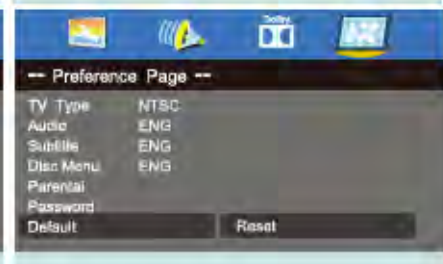 Dolby
-- Preference Page --
TV Type NTSC
Audio ENG
Subtitle ENG
Disc Menu ENG
Parental
Password
Default Reset